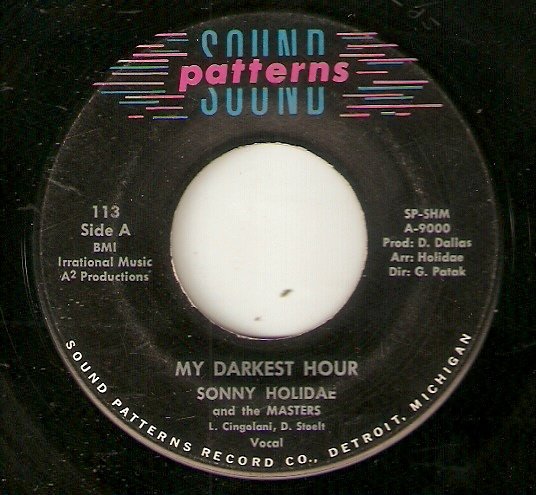 SOUND
patterns
SOUND
113
Side A
BMI
Irrational Music
A² Productions
SP-SHM
A-9000
Prod: D. Dallas
Arr: Holidae
Dir: G. Patak
MY DARKEST HOUR
SONNY HOLIDAE
and the MASTERS
L. Cingolani, D. Stoelt
Vocal
SOUND PATTERNS RECORD CO., DETROIT, MICHIGAN